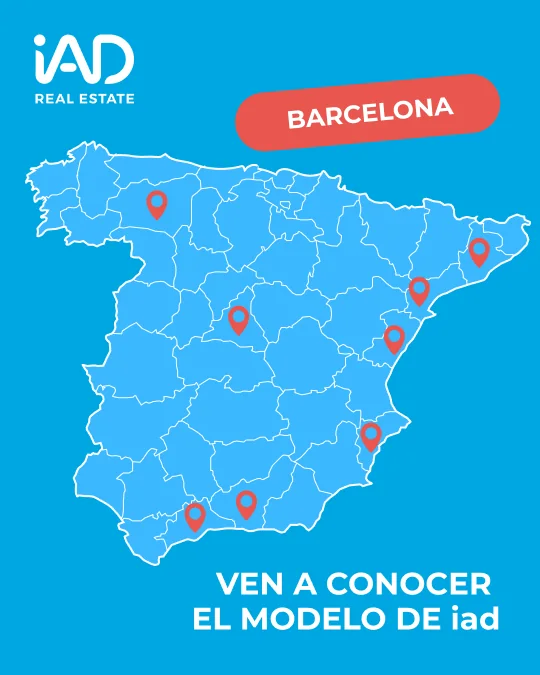 iAD
REAL ESTATE
BARCELONA
VEN A CONOCER
EL MODELO DE iad